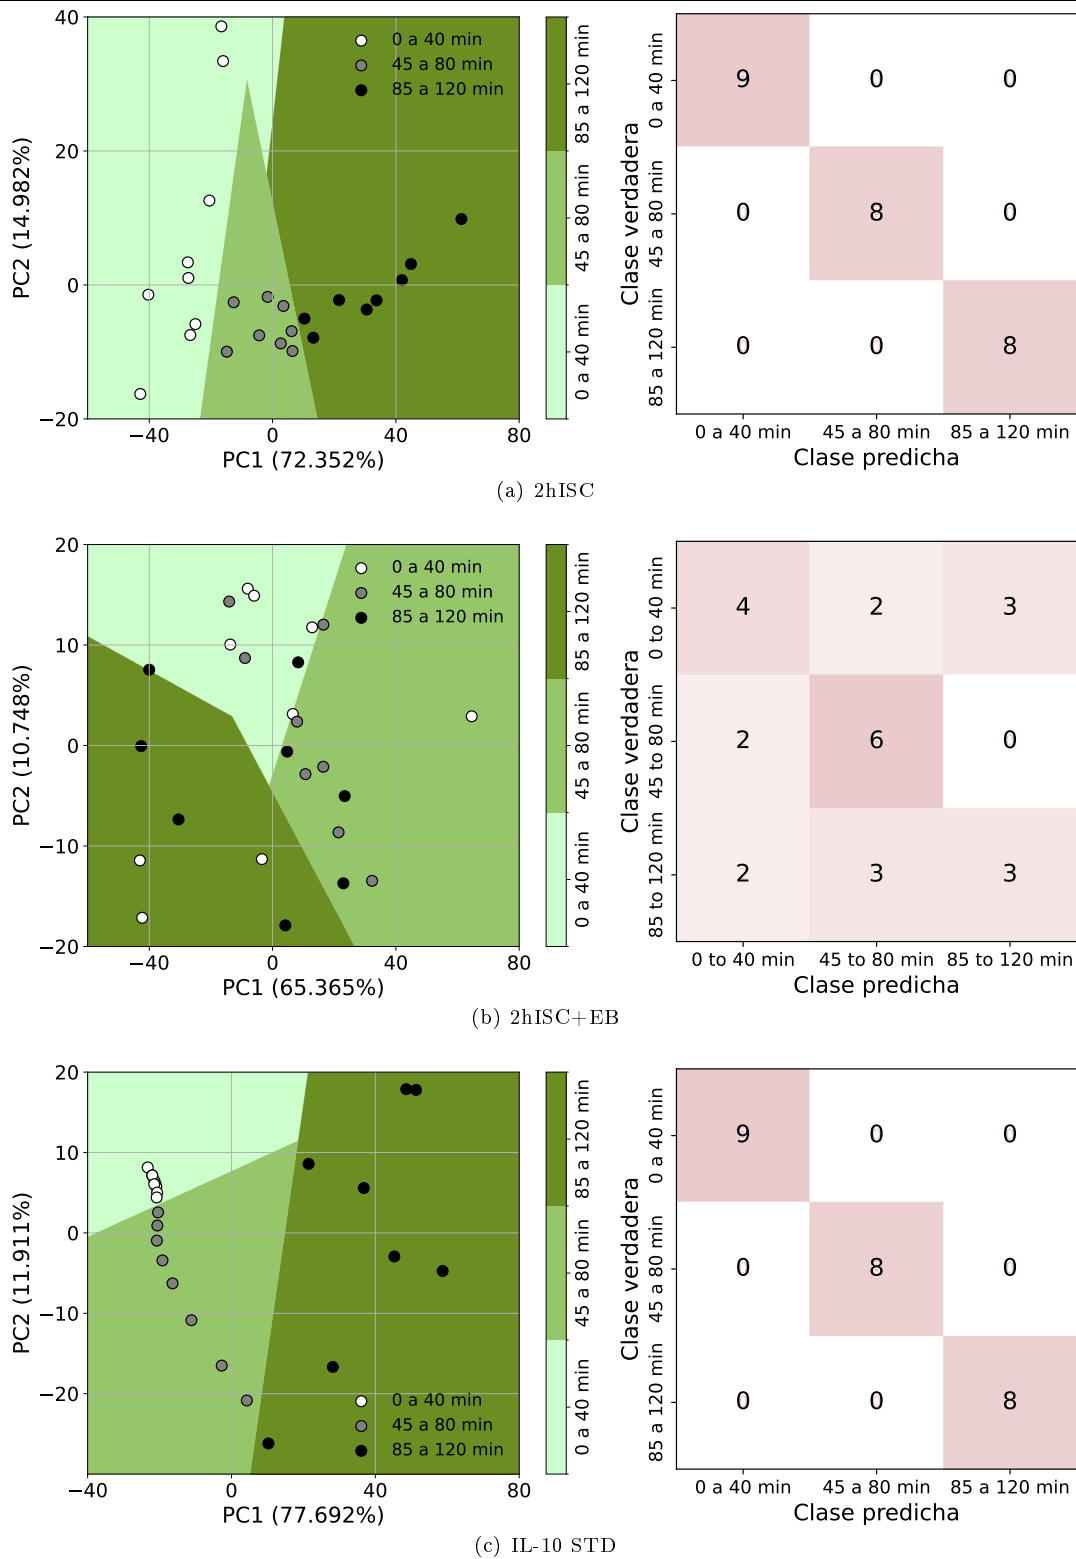 40
20
0
−20
−40
0
40
80
PC2 (14.982%)
PC1 (72.352%)
0 a 40 min
45 a 80 min
85 a 120 min
85 a 120 min
45 a 80 min
0 a 40 min
Clase verdadera
0 a 40 min
45 a 80 min
85 a 120 min
9 0 0
0 8 0
0 0 8
0 a 40 min 45 a 80 min 85 a 120 min
Clase predicha
(a) 2hISC
20
10
0
−10
−20
−40
0
40
80
PC2 (10.748%)
PC1 (65.365%)
0 a 40 min
45 a 80 min
85 a 120 min
85 a 120 min
45 a 80 min
0 a 40 min
Clase verdadera
0 to 40 min
45 to 80 min
85 to 120 min
4 2 3
2 6 0
2 3 3
0 to 40 min 45 to 80 min 85 to 120 min
Clase predicha
(b) 2hISC+EB
20
10
0
−10
−20
−40
0
40
80
PC2 (11.911%)
PC1 (77.692%)
0 a 40 min
45 a 80 min
85 a 120 min
85 a 120 min
45 a 80 min
0 a 40 min
Clase verdadera
0 a 40 min
45 a 80 min
85 a 120 min
9 0 0
0 8 0
0 0 8
0 a 40 min 45 a 80 min 85 a 120 min
Clase predicha
(c) IL-10 STD